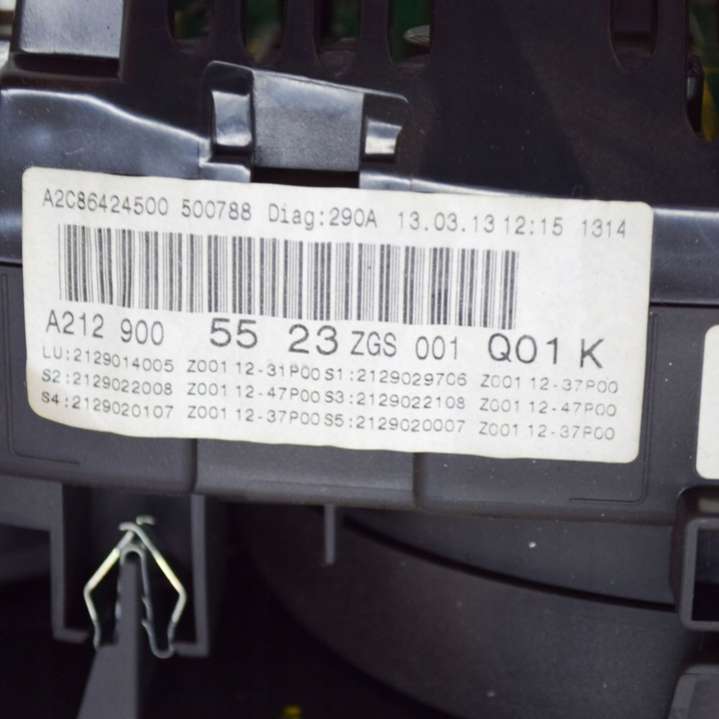 A2C86424500 500788 Diag:290A 13.03.13 12:15 1314
A212 900 55 23 ZGS 001 Q01 K
LU:2129014005 Z001 12-31P00 S1:2129029706 Z001 12-37P00
S2:2129022008 Z001 12-47P00 S3:2129022108 Z001 12-47P00
S4:2129020107 Z001 12-37P00 S5:2129020007 Z001 12-37P00